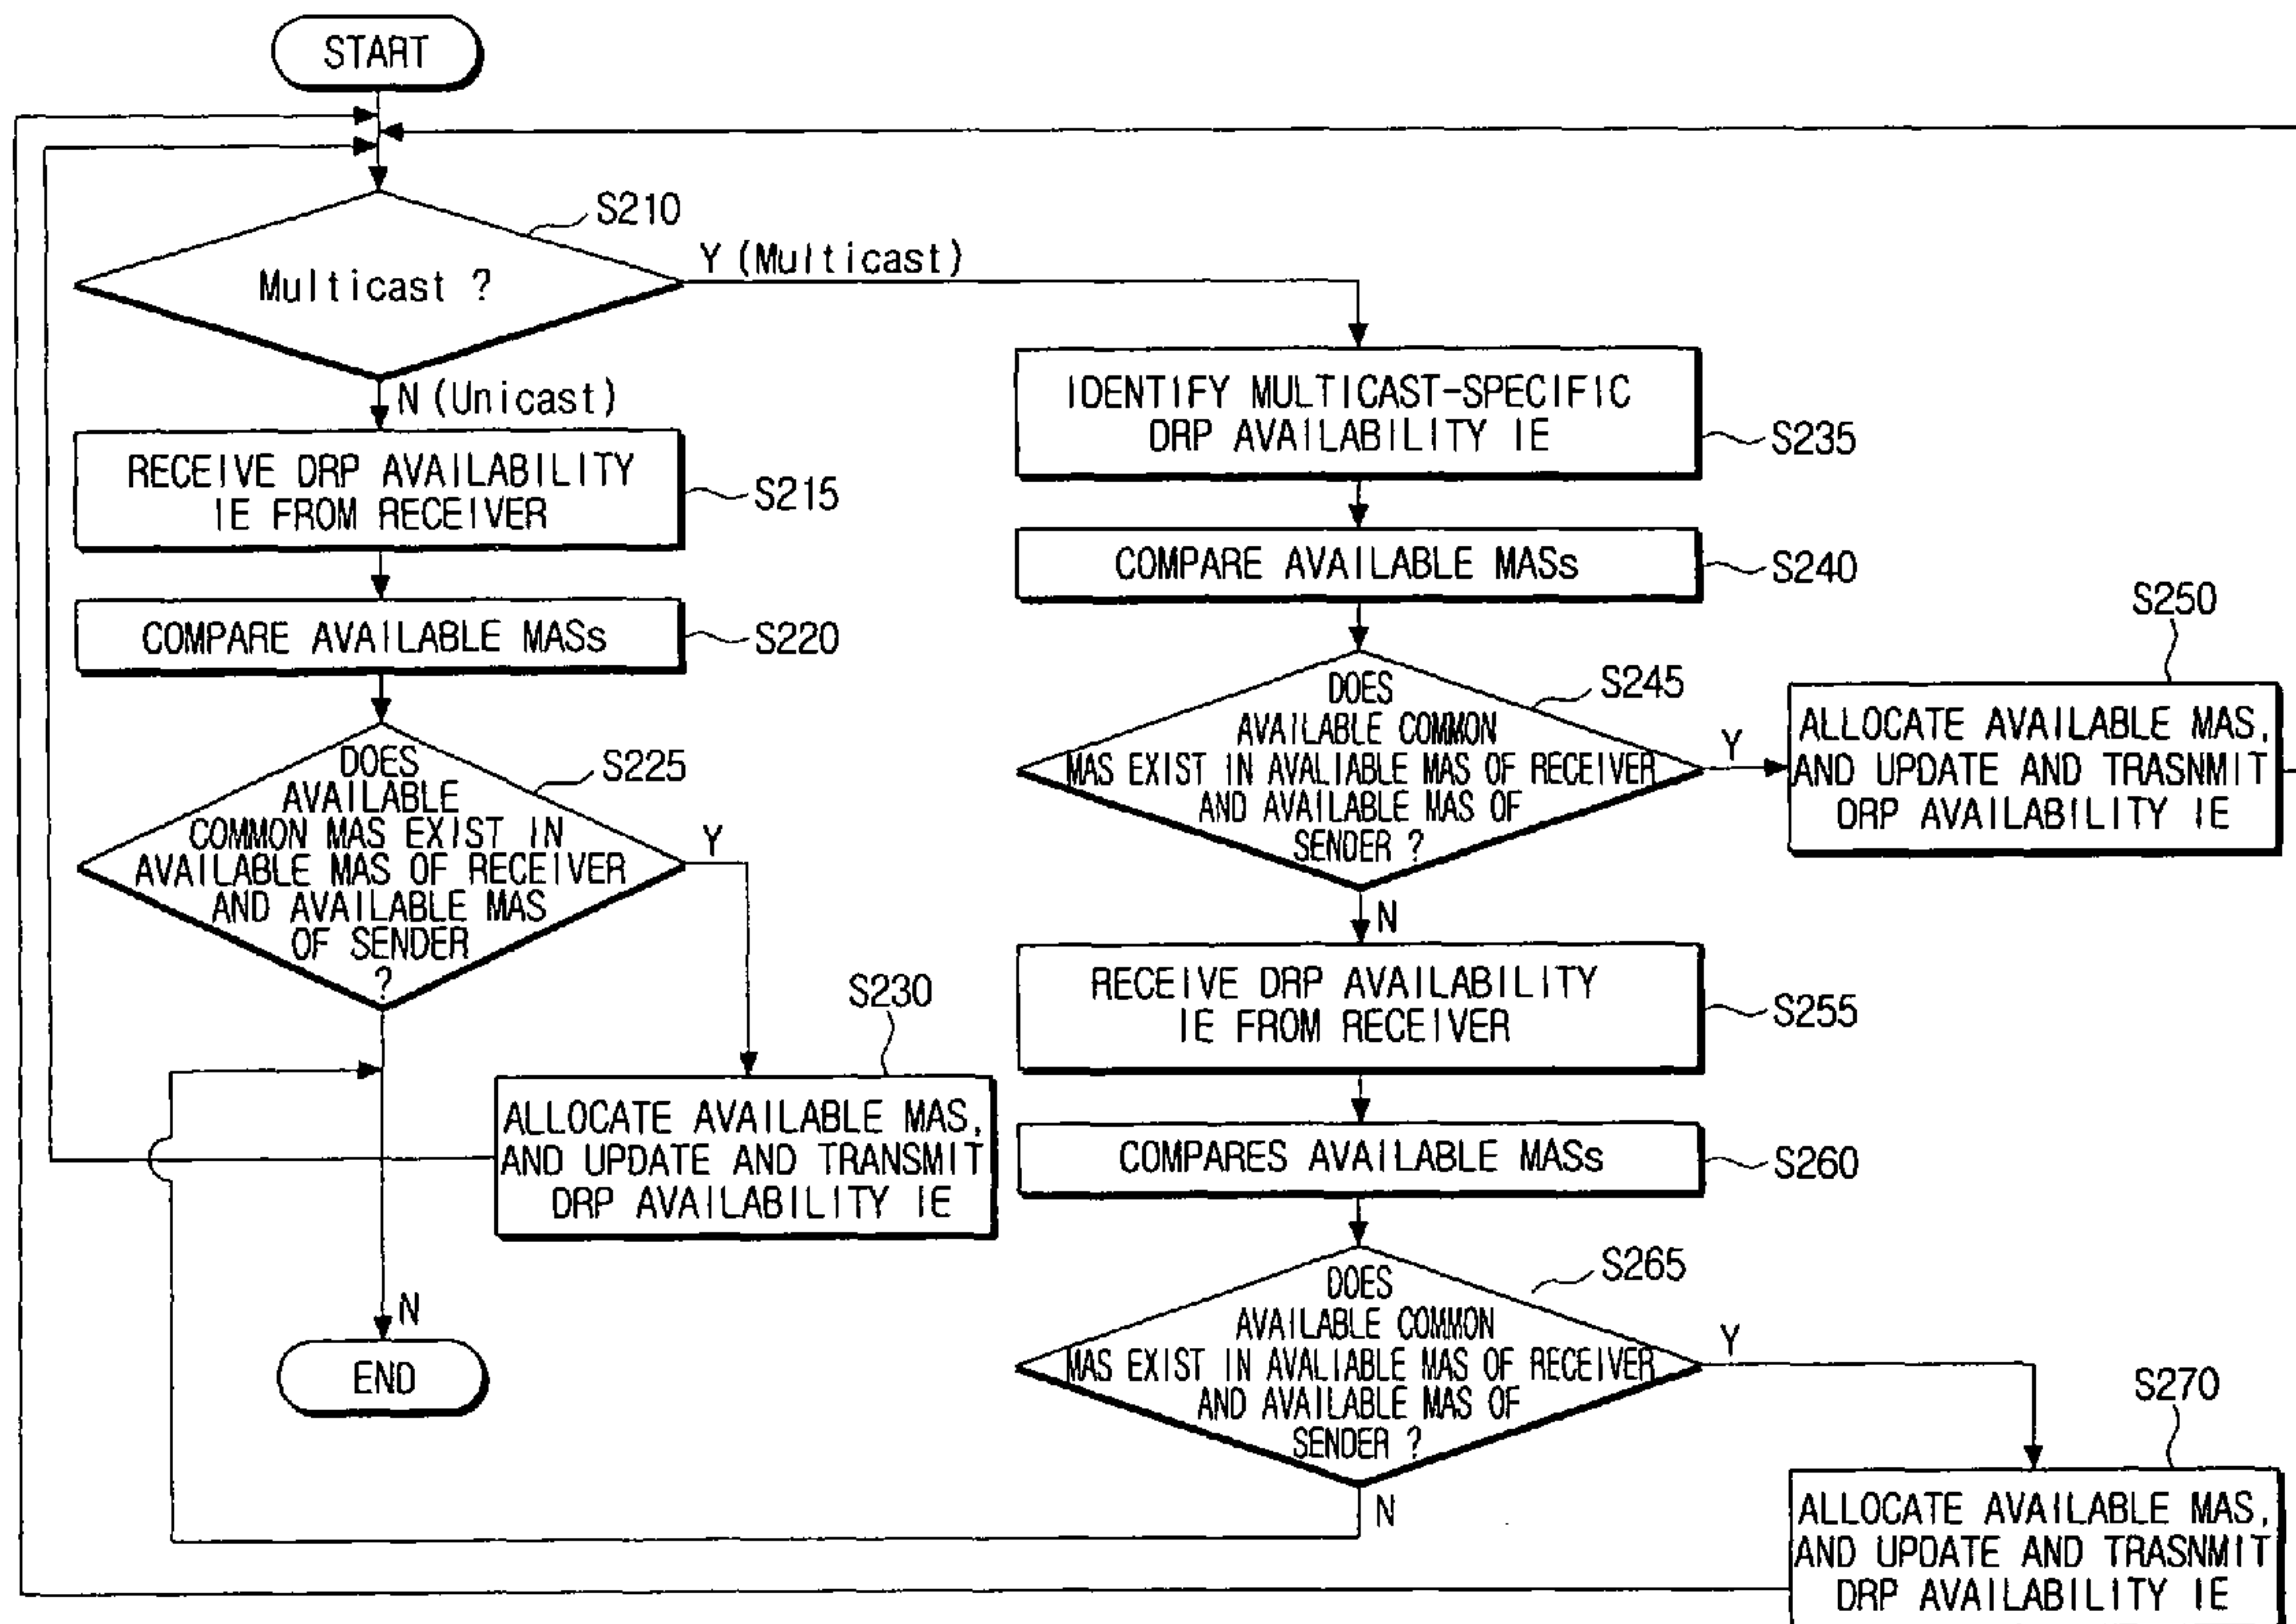 START
S210
Multicast ?
Y (Multicast)
N (Unicast)
RECEIVE DRP AVAILABILITY
IE FROM RECEIVER
S215
COMPARE AVAILABLE MASs
S220
DOES
AVAILABLE
COMMON MAS EXIST IN
AVAILABLE MAS OF RECEIVER
AND AVAILABLE MAS
OF SENDER
?
S225
Y
S230
ALLOCATE AVAILABLE MAS,
AND UPDATE AND TRANSMIT
DRP AVAILABILITY IE
N
END
IDENTIFY MULTICAST-SPECIFIC
DRP AVAILABILITY IE
S235
COMPARE AVAILABLE MASs
S240
DOES
AVAILABLE COMMON
MAS EXIST IN AVALIABLE MAS OF RECEIVER
AND AVAILABLE MAS OF
SENDER ?
S245
Y
S250
ALLOCATE AVAILABLE MAS,
AND UPDATE AND TRASNMIT
DRP AVAILABILITY IE
N
RECEIVE DRP AVAILABILITY
IE FROM RECEIVER
S255
COMPARES AVAILABLE MASs
S260
DOES
AVAILABLE COMMON
MAS EXIST IN AVALIABLE MAS OF RECEIVER
AND AVAILABLE MAS OF
SENDER ?
S265
Y
N
S270
ALLOCATE AVAILABLE MAS,
AND UPDATE AND TRASNMIT
DRP AVAILABILITY IE